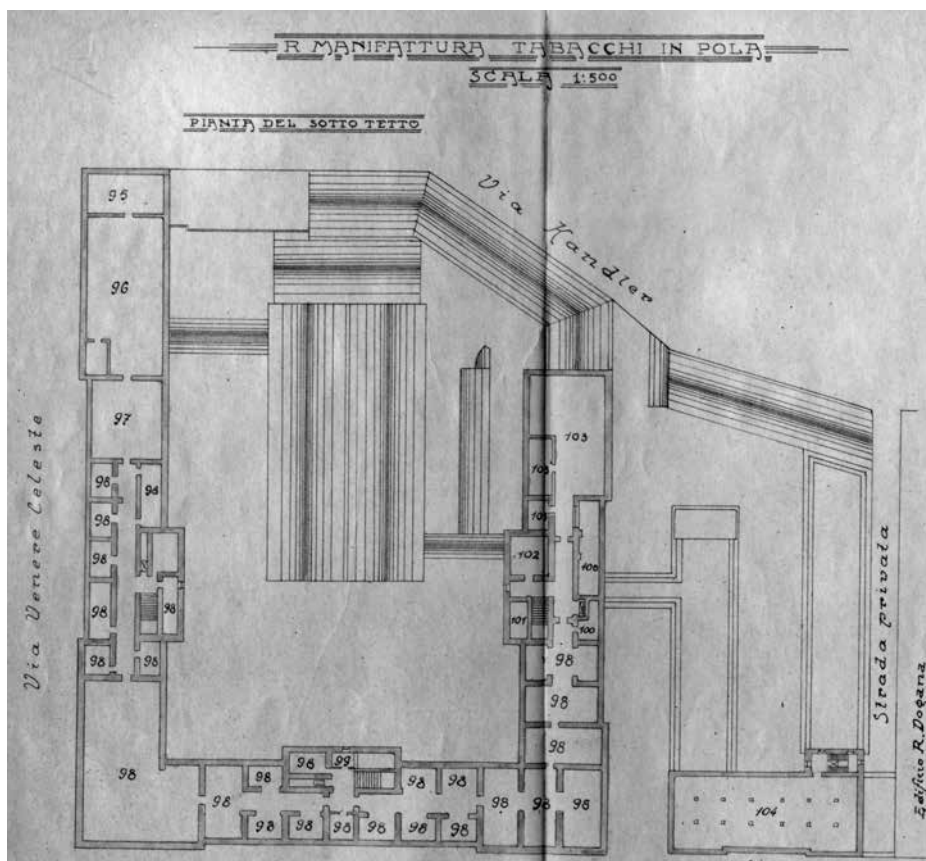 R MANIFATTURA TABACCHI IN POLA
SCALA 1:500
PIANTA DEL SOTTO TETTO
Via Kandler
Via Venere Celeste
Strada privata
Edificio R. Dogana
95
96
97
98 98
98
98
98 98
98 98
98
103
105
102
106
101 100
98
98
98
98 99 98 98
98
98 98 98 98
98 98 98 98 98 98
104